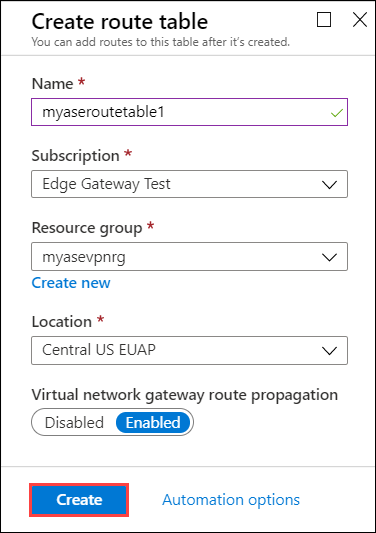 Create route table
You can add routes to this table after it's created.
Name *
myaseroutetable1
Subscription *
Edge Gateway Test
Resource group *
myasevpnrg
Create new
Location *
Central US EUAP
Virtual network gateway route propagation
Disabled Enabled
Create Automation options